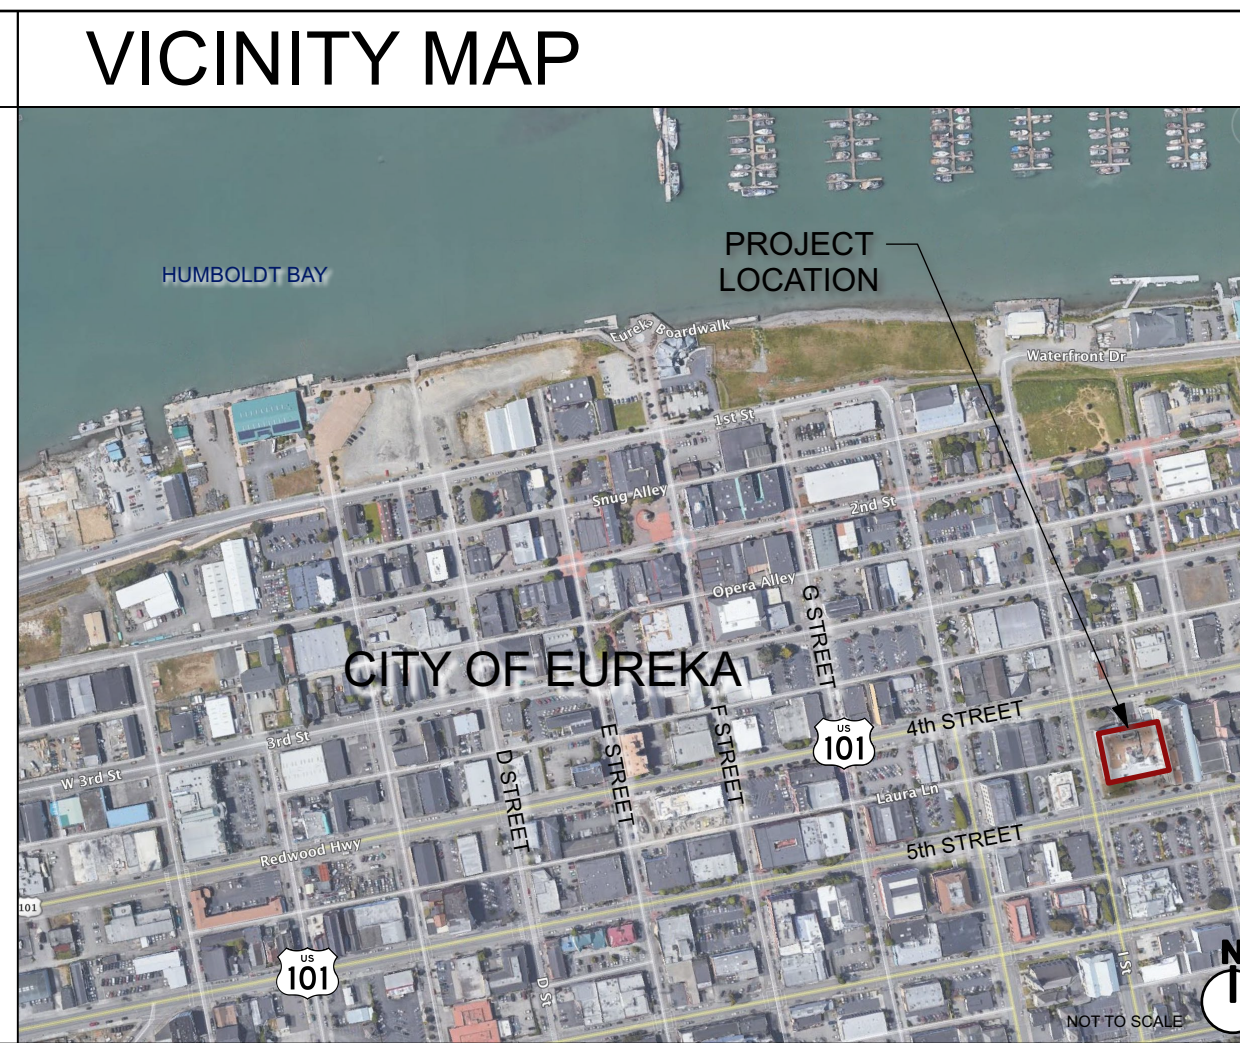 VICINITY MAP
PROJECT
LOCATION
HUMBOLDT BAY
Eureka Boardwalk
Waterfront Dr
1st St
Snug Alley
2nd St
Opera Alley
G STREET
CITY OF EUREKA
4th STREET
F STREET
E STREET
US
101
3rd St
D STREET
W 3rd St
Laura Ln
5th STREET
Redwood Hwy
101
US
101
D St
I St
N
NOT TO SCALE